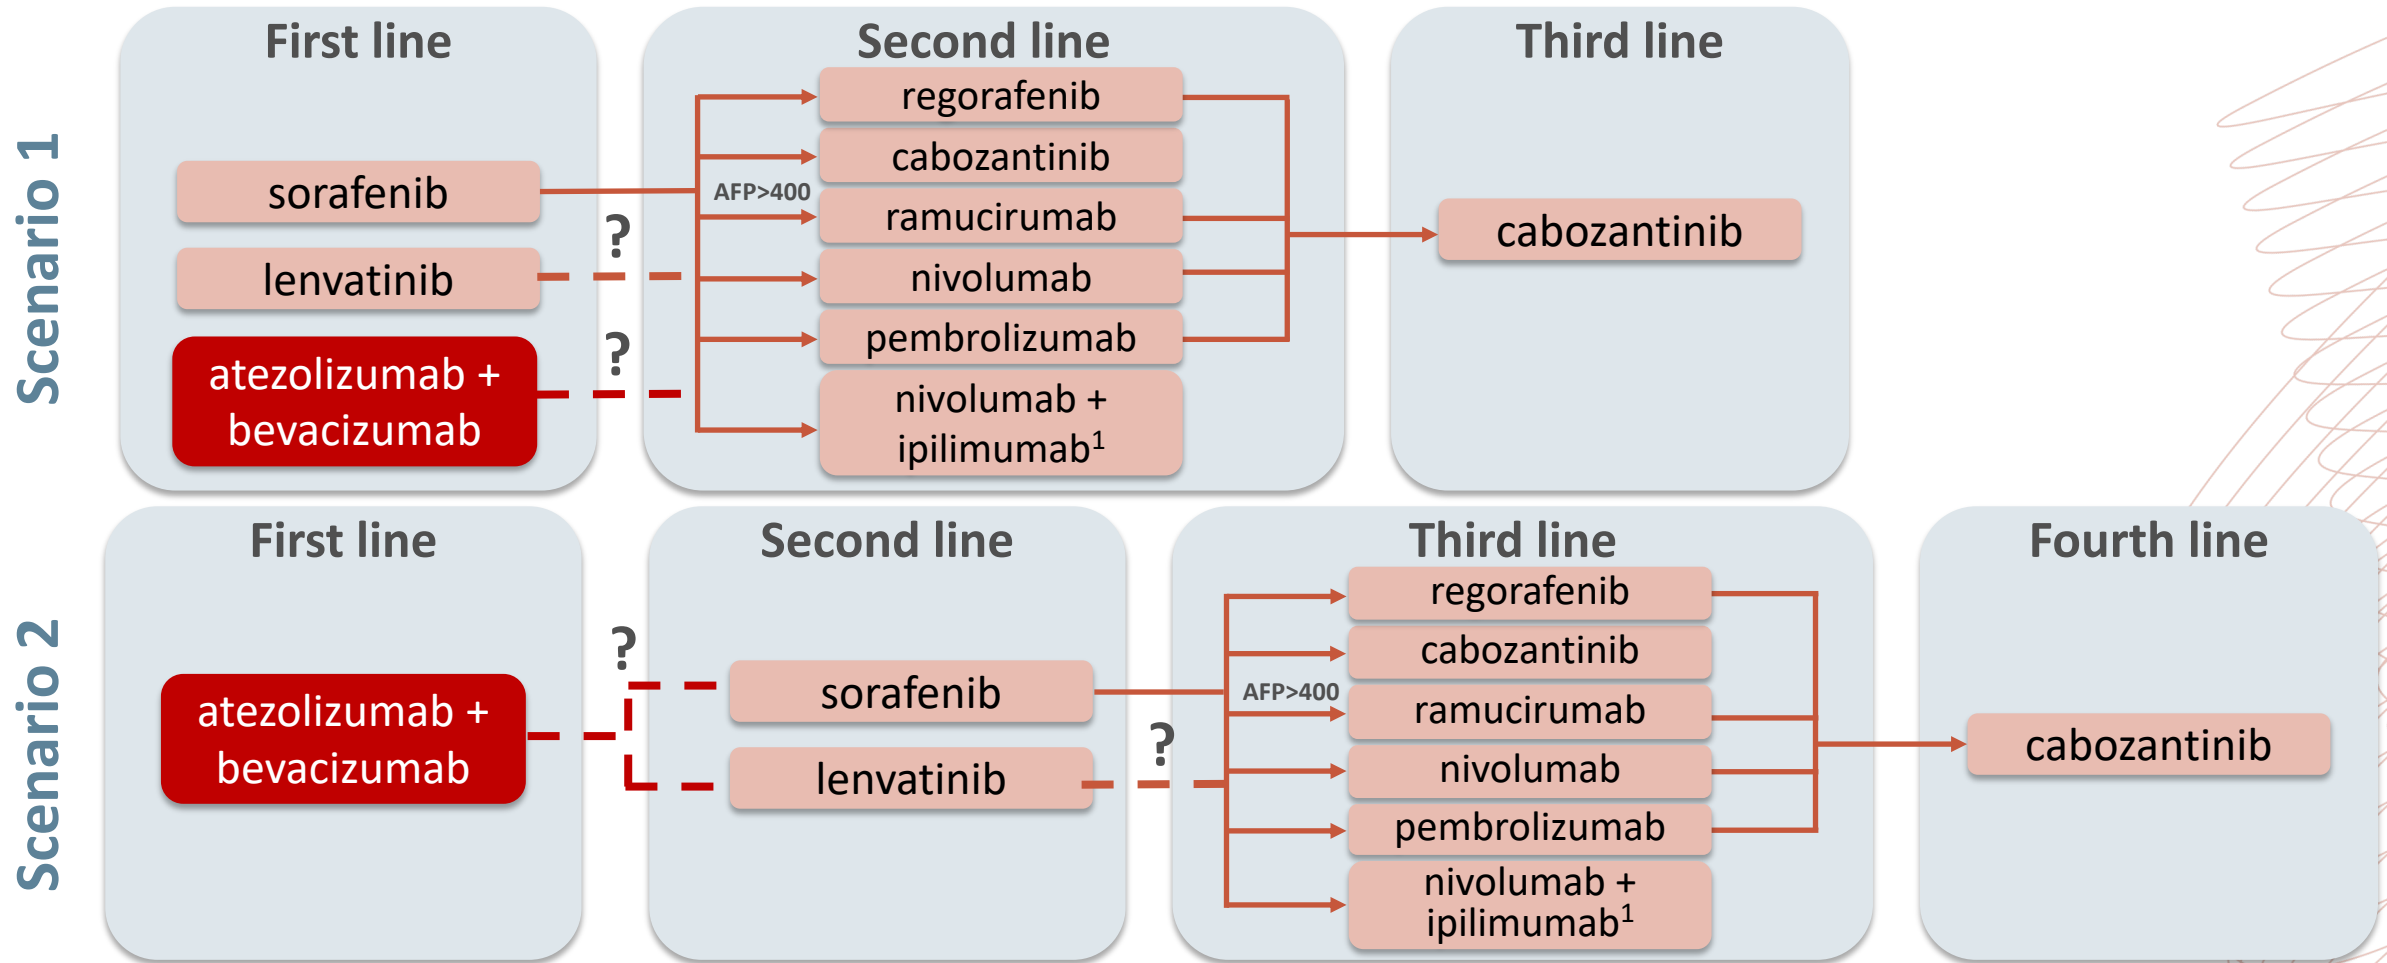 Scenario 1
First line
sorafenib
lenvatinib
atezolizumab +
bevacizumab
?
?
Second line
AFP>400
regorafenib
cabozantinib
ramucirumab
nivolumab
pembrolizumab
nivolumab +
ipilimumab¹
Third line
cabozantinib
Scenario 2
First line
atezolizumab +
bevacizumab
?
Second line
sorafenib
lenvatinib
?
Third line
AFP>400
regorafenib
cabozantinib
ramucirumab
nivolumab
pembrolizumab
nivolumab +
ipilimumab¹
Fourth line
cabozantinib